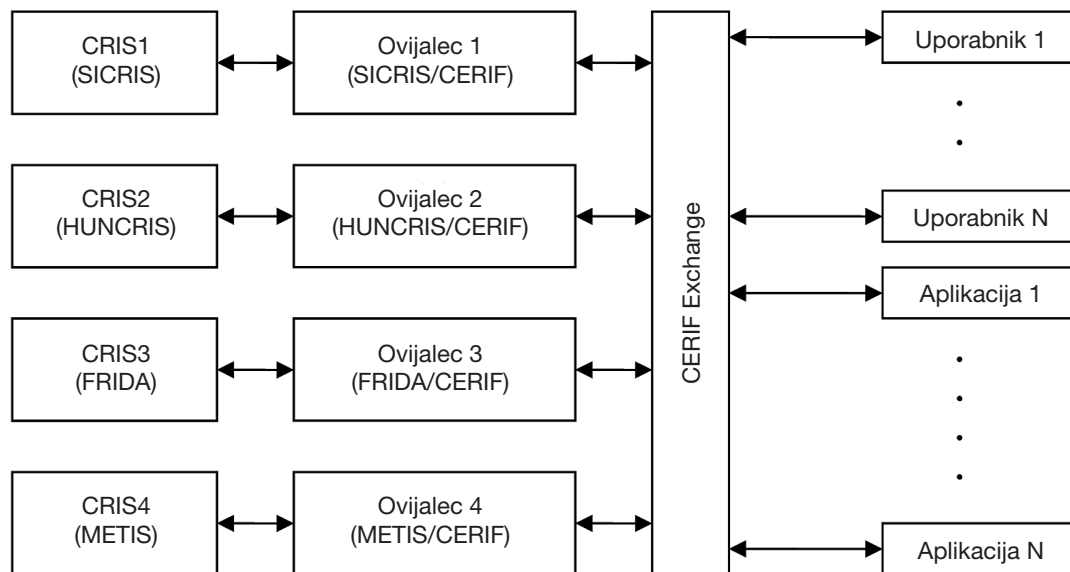 CRIS1
(SICRIS)
Ovijalec 1
(SICRIS/CERIF)
Uporabnik 1
CRIS2
(HUNCRIS)
Ovijalec 2
(HUNCRIS/CERIF)
Uporabnik N
CERIF Exchange
Aplikacija 1
CRIS3
(FRIDA)
Ovijalec 3
(FRIDA/CERIF)
CRIS4
(METIS)
Ovijalec 4
(METIS/CERIF)
Aplikacija N